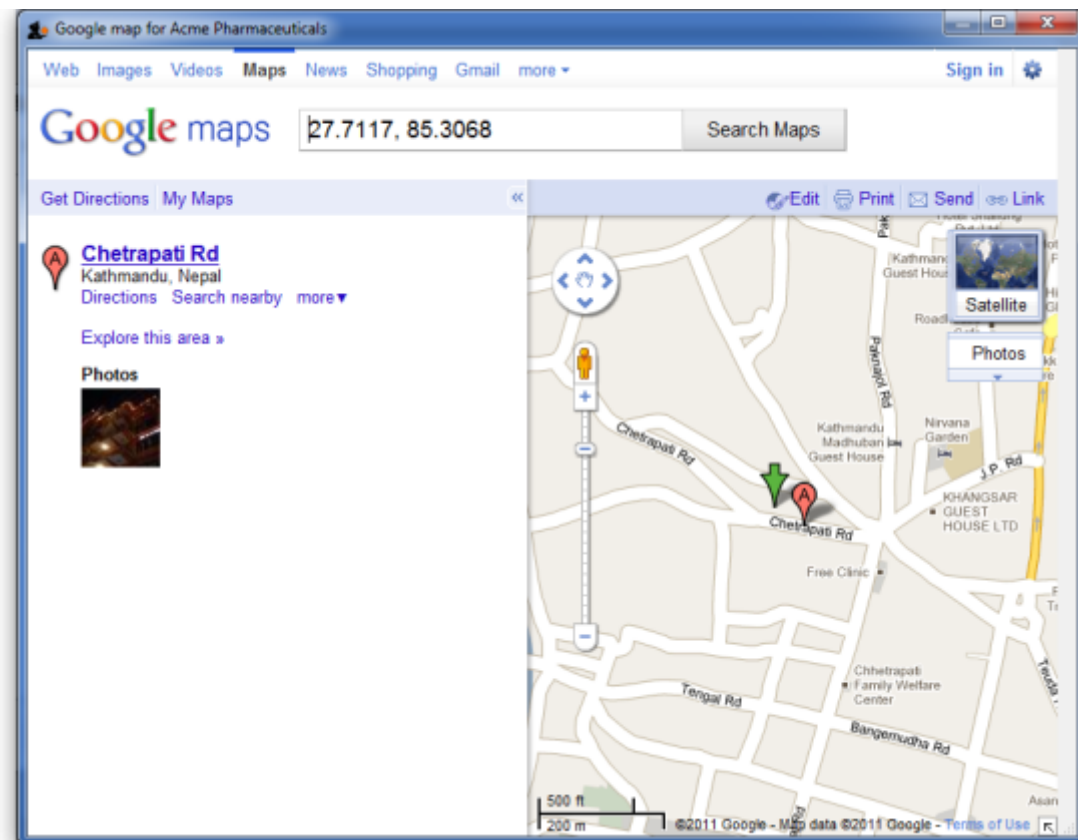 Google map for Acme Pharmaceuticals
Web Images Videos Maps News Shopping Gmail more
Sign in
Google maps
27.7117, 85.3068
Search Maps
Get Directions My Maps
«
Edit Print Send Link
A Chetrapati Rd
Kathmandu, Nepal
Directions Search nearby more▼
Explore this area »
Photos
Kathmand
Guest Hou
Satellite
Photos
Paknajol Rd
Chetrapati Rd
Kathmandu
Madhuban
Guest House
Nirvana
Garden
J.P. Rd
KHANGSAR
GUEST
HOUSE LTD
A
Chetrapati Rd
Free Clinic
Chhetrapati
Family Welfare
Center
Tengal Rd
Bangemudha Rd
Teuda
Asan
500 ft
200 m
©2011 Google - Map data ©2011 Google - Terms of Use